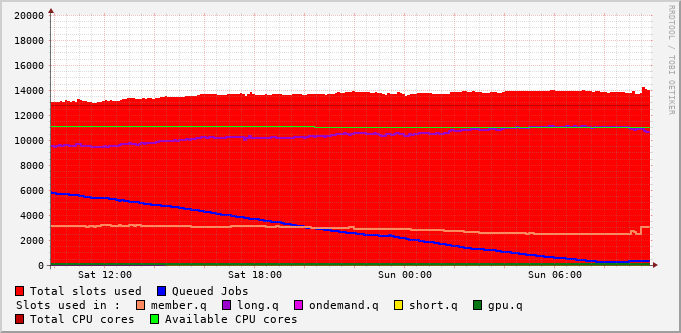 20000
18000
16000
14000
12000
10000
8000
6000
4000
2000
0
Sat 12:00 Sat 18:00 Sun 00:00 Sun 06:00
RRDTOOL / TOBI OETIKER
Total slots used Queued Jobs
Slots used in : member.q long.q ondemand.q short.q gpu.q
Total CPU cores Available CPU cores